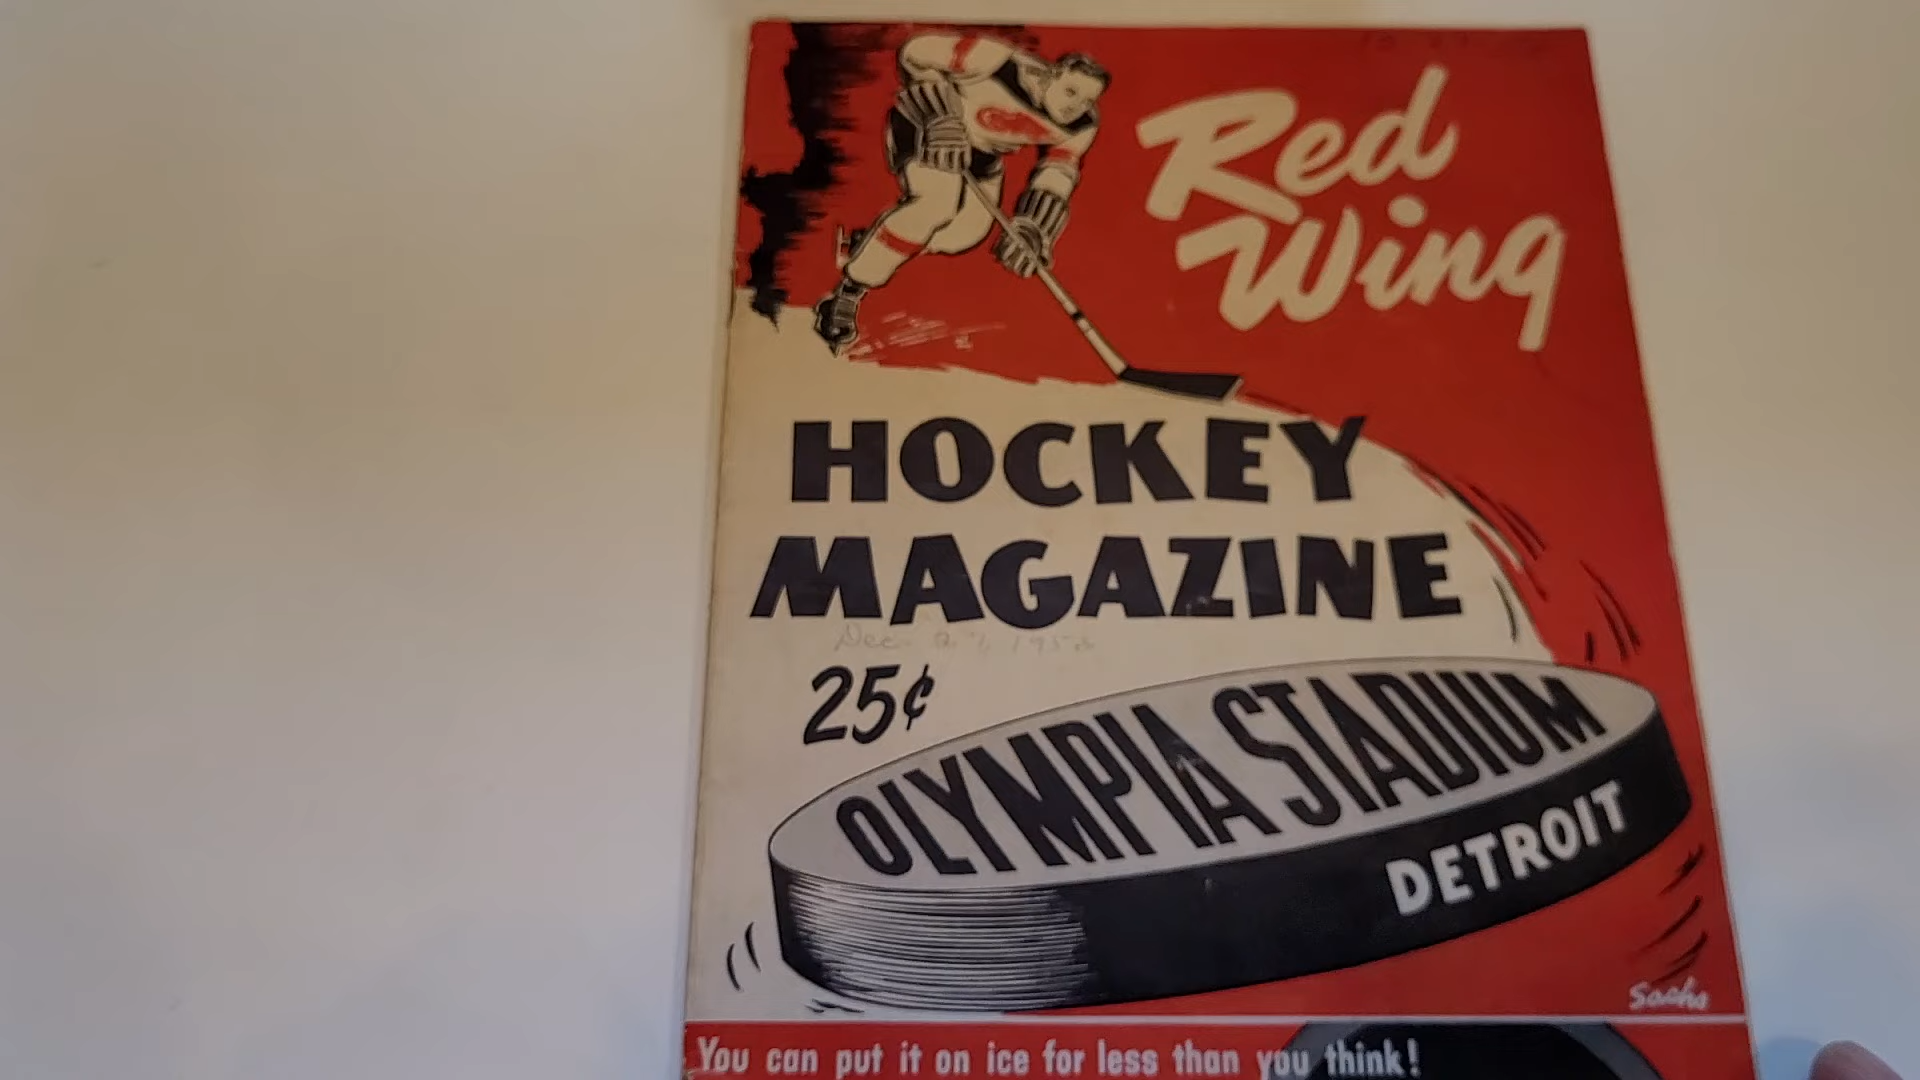 Red
Wing
HOCKEY
MAGAZINE
Dec
25¢
OLYMPIA STADIUM
DETROIT
Sachs
You can put it on ice for less than you think!